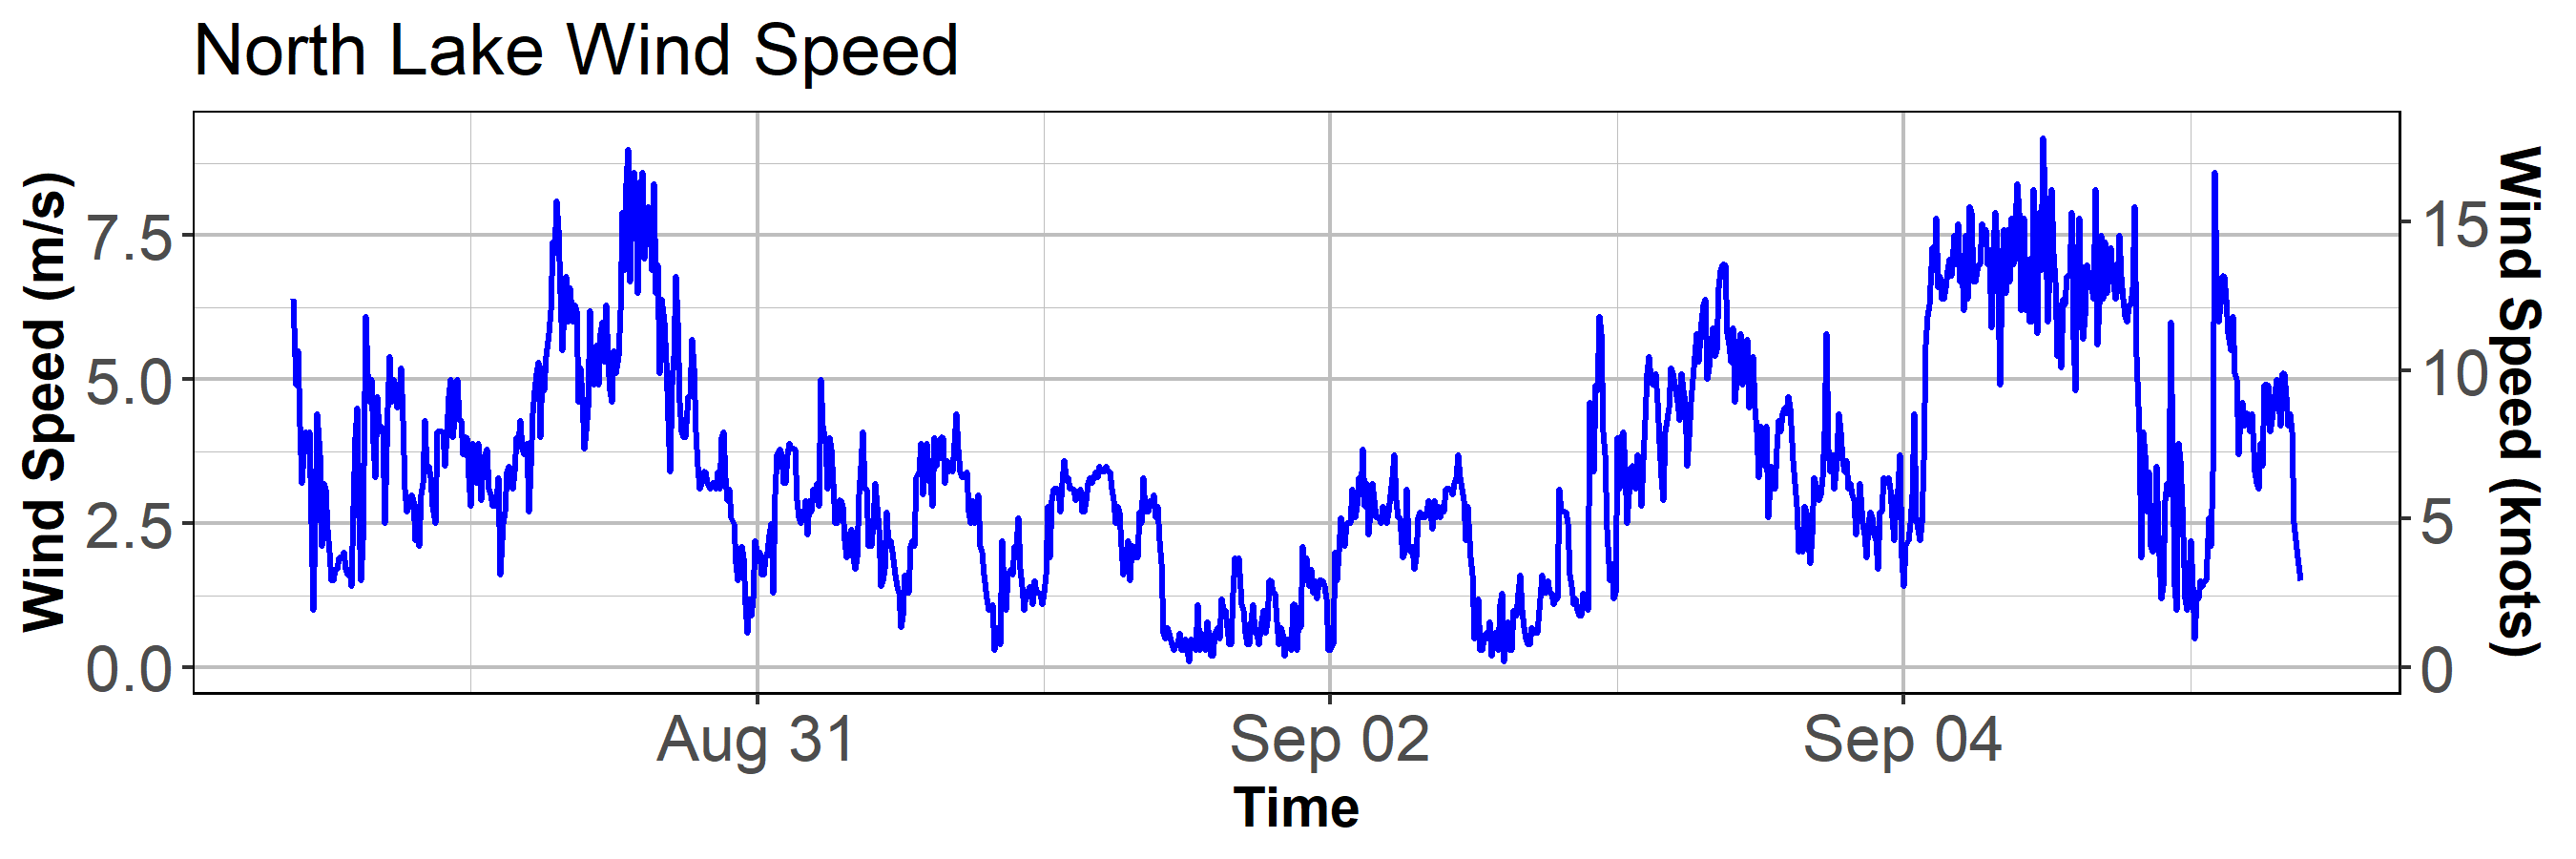 North Lake Wind Speed
Wind Speed (m/s)
7.5
5.0
2.5
0.0
15
10
5
0
Wind Speed (knots)
Aug 31
Sep 02
Sep 04
Time